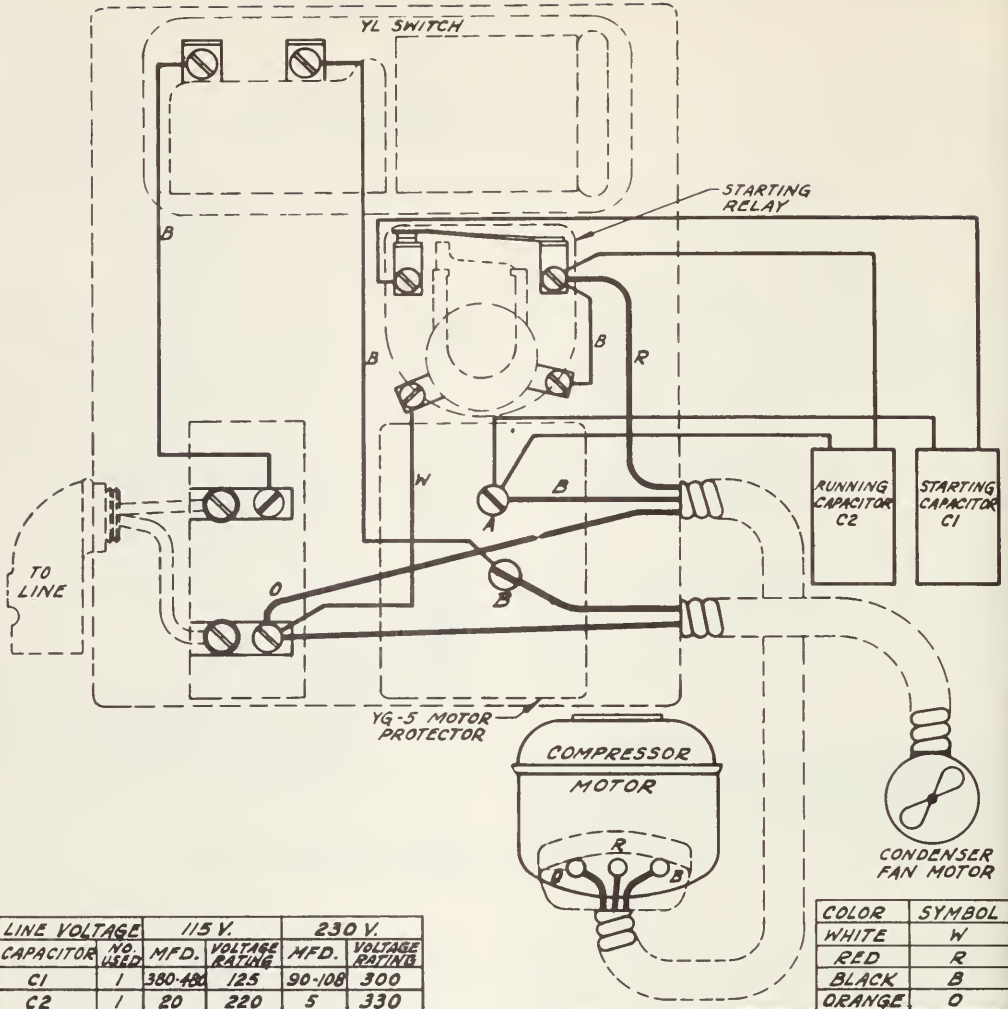 YL SWITCH
STARTING
RELAY
B
B
B
R
W
B
A
B
O
TO
LINE
RUNNING
CAPACITOR
C2
STARTING
CAPACITOR
C1
YG-5 MOTOR
PROTECTOR
COMPRESSOR
MOTOR
R
O
B
CONDENSER
FAN MOTOR
LINE VOLTAGE 115 V. 230 V.
CAPACITOR NO. USED MFD. VOLTAGE RATING MFD. VOLTAGE RATING
C1 1 380-480 125 90-108 300
C2 1 20 220 5 330
COLOR SYMBOL
WHITE W
RED R
BLACK B
ORANGE O